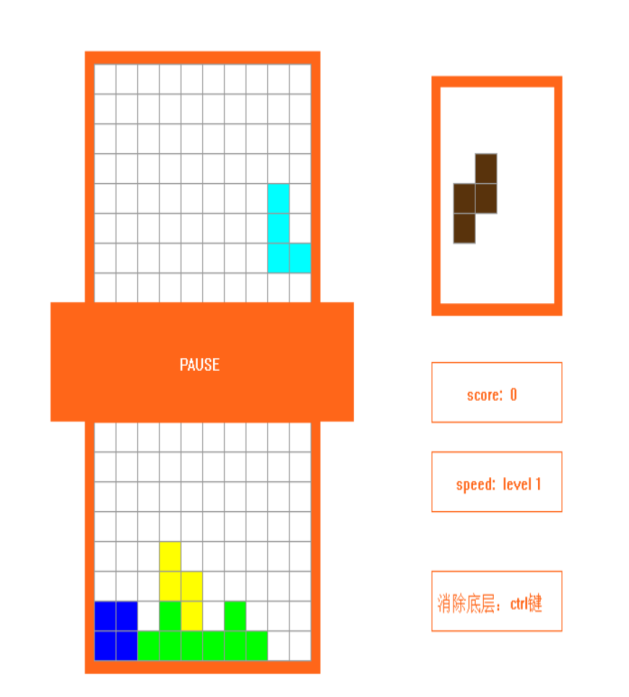 PAUSE
score: 0
speed: level 1
消除底层：ctrl键